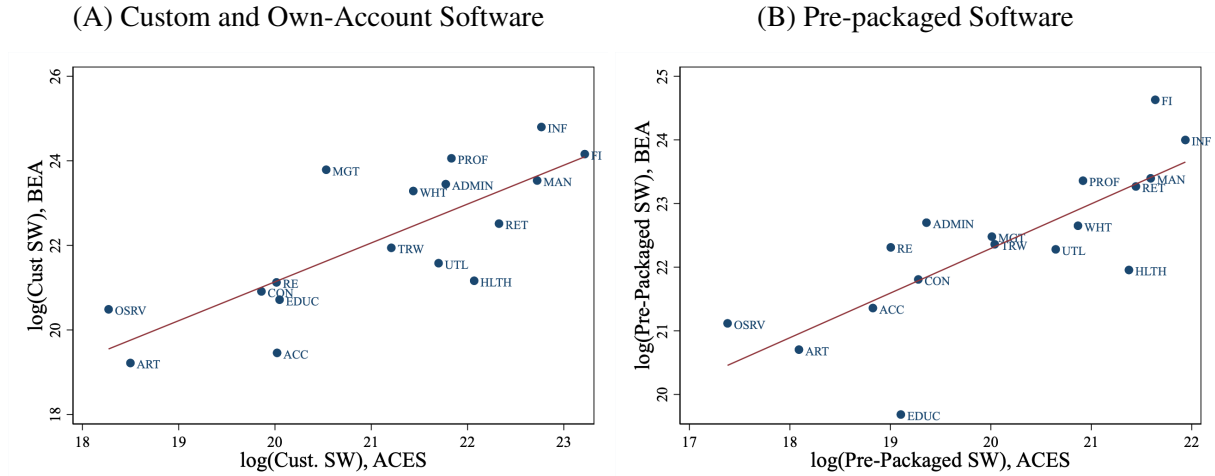 (A) Custom and Own-Account Software
26
24
22
20
18
log(Cust SW), BEA
INF
FI
PROF
MGT
ADMIN
MAN
WHT
RET
TRW
UTL
HLTH
RE
CON
EDUC
OSRV
ACC
ART
18 19 20 21 22 23
log(Cust. SW), ACES
(B) Pre-packaged Software
25
24
23
22
21
20
log(Pre-Packaged SW), BEA
FI
INF
PROF
MAN
RET
ADMIN
WHT
MGT
TRW
RE
UTL
HLTH
CON
ACC
OSRV
ART
EDUC
17 18 19 20 21 22
log(Pre-Packaged SW), ACES